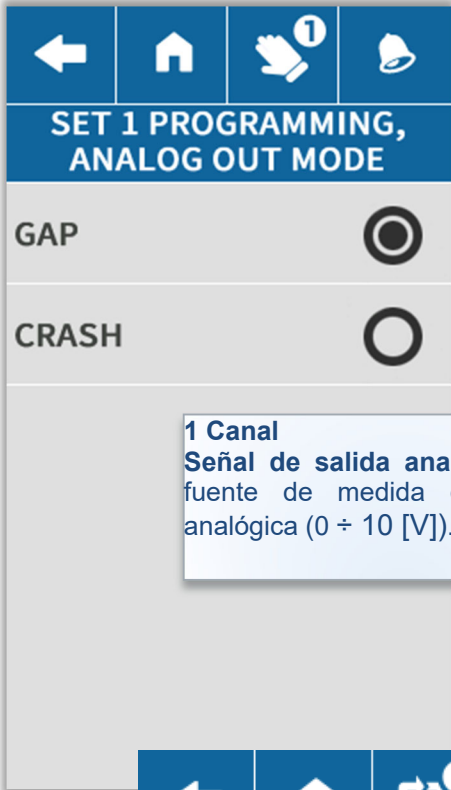 1
SET 1 PROGRAMMING,
ANALOG OUT MODE
GAP
CRASH
1 Canal
Señal de salida
fuente de medida
analógica (0 ÷ 10 [V]).